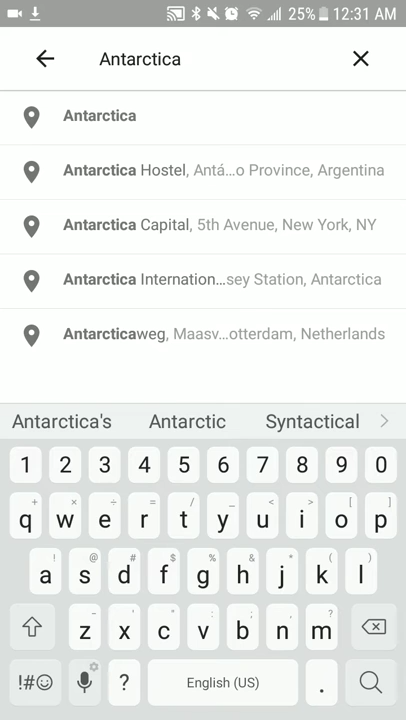 25% 12:31 AM
Antarctica
Antarctica
Antarctica Hostel, Antá...o Province, Argentina
Antarctica Capital, 5th Avenue, New York, NY
Antarctica Internation...sey Station, Antarctica
Antarcticaweg, Maasv...otterdam, Netherlands
Antarctica's Antarctic Syntactical >
1 2 3 4 5 6 7 8 9 0
+ × ÷ = / _ < > [ ]
q w e r t y u i o p
! @ # $ % & * ( )
a s d f g h j k l
- ' " : ; , ?
z x c v b n m
!#☺ ? English (US) .